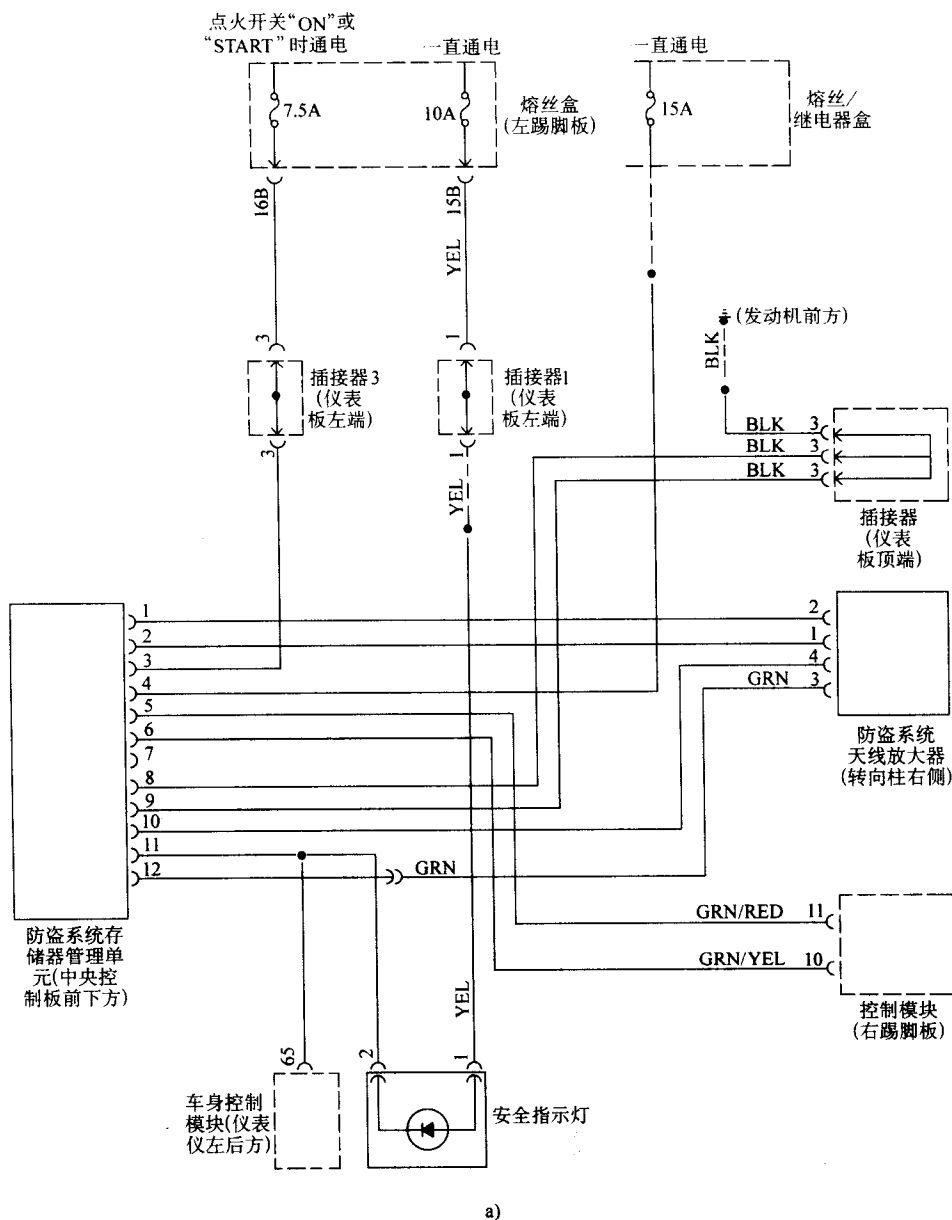 点火开关“ON”或
“START”时通电
一直通电
一直通电
7.5A
10A
熔丝盒
(左踢脚板)
15A
熔丝/
继电器盒
16B
15B
YEL
(发动机前方)
BLK
3
插接器3
(仪表
板左端)
3
1
插接器1
(仪表
板左端)
1
YEL
BLK 3
BLK 3
BLK 3
插接器
(仪表
板顶端)
1
2
3
4
5
6
7
8
9
10
11
12
GRN
防盗系统存
储器管理单
元(中央控
制板前下方)
2
1
4
GRN 3
防盗系统
天线放大器
(转向柱右侧)
GRN/RED 11
GRN/YEL 10
控制模块
(右踢脚板)
65
车身控制
模块(仪表
仪左后方)
2
YEL
1
安全指示灯
a)